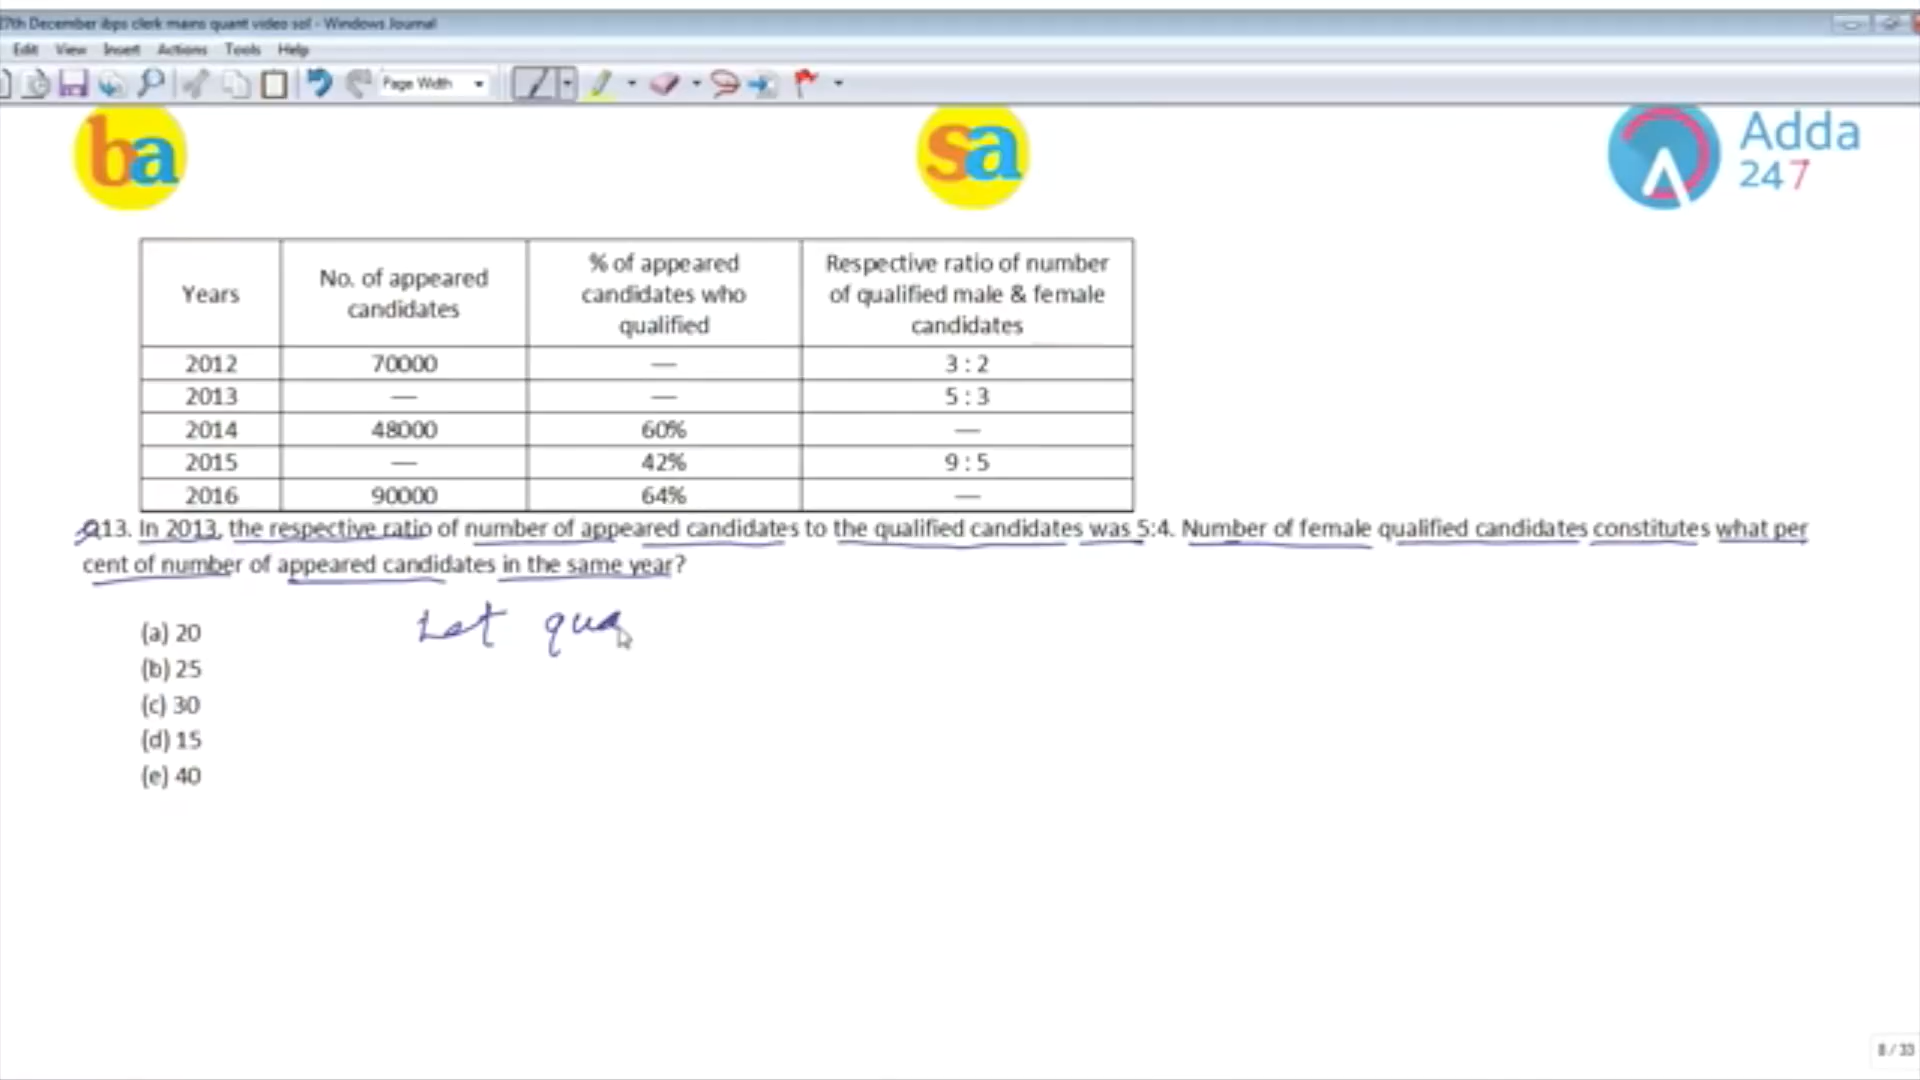 27th December ibps clerk mains quant video sol - Windows Journal
Edit View Insert Actions Tools Help
Page Width
ba
sa
Adda
247
Years No. of appeared candidates % of appeared candidates who qualified Respective ratio of number of qualified male & female candidates
2012 70000 — 3 : 2
2013 — — 5 : 3
2014 48000 60% —
2015 — 42% 9 : 5
2016 90000 64% —
Q13. In 2013, the respective ratio of number of appeared candidates to the qualified candidates was 5:4. Number of female qualified candidates constitutes what per
cent of number of appeared candidates in the same year?
Let qua
(a) 20
(b) 25
(c) 30
(d) 15
(e) 40
8 / 33